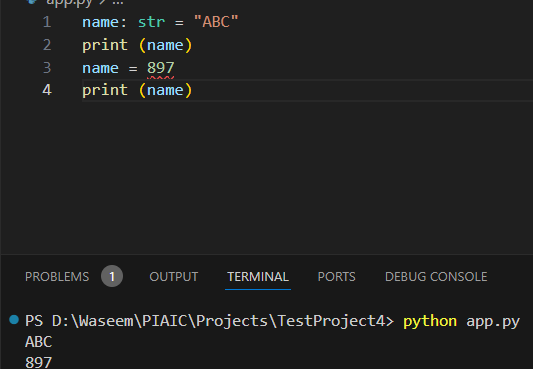 app.py > ...
1 name: str = "ABC"
2 print (name)
3 name = 897
4 print (name)
PROBLEMS 1 OUTPUT TERMINAL PORTS DEBUG CONSOLE
PS D:\Waseem\PIAIC\Projects\TestProject4> python app.py
ABC
897